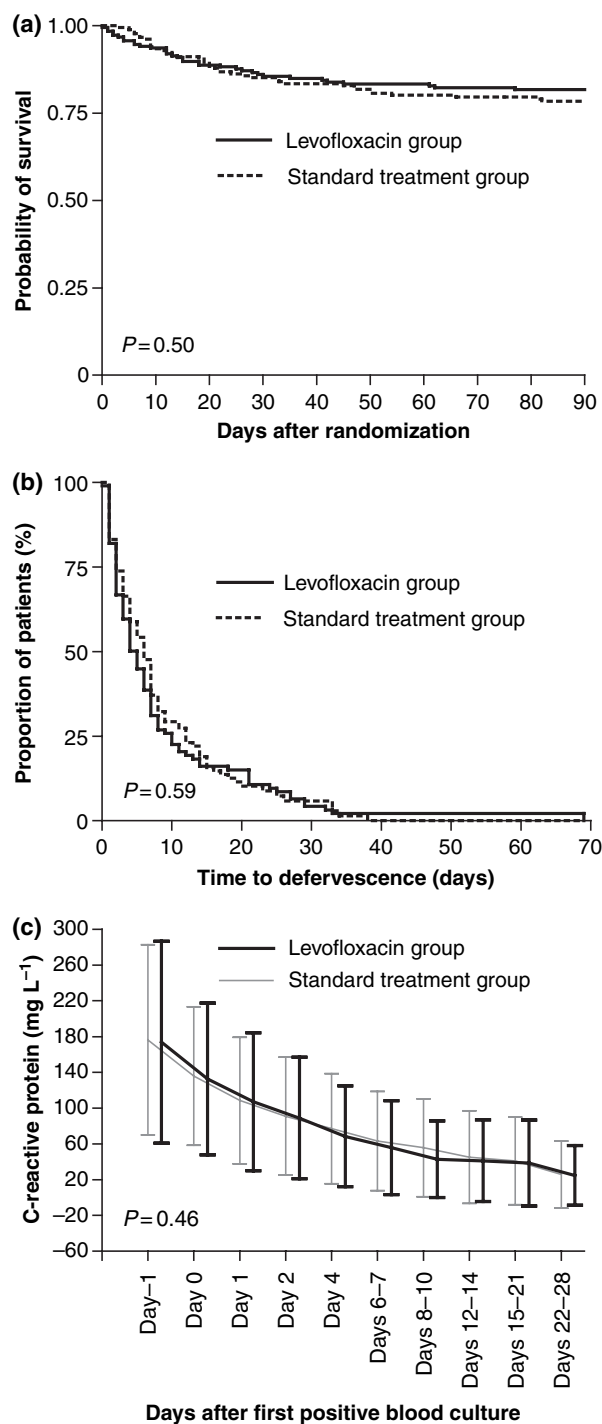 (a)
1.00
0.75
0.50
0.25
0
Probability of survival
Levofloxacin group
Standard treatment group
P=0.50
0 10 20 30 40 50 60 70 80 90
Days after randomization
(b)
100
75
50
25
0
Proportion of patients (%)
Levofloxacin group
Standard treatment group
P=0.59
0 10 20 30 40 50 60 70
Time to defervescence (days)
(c)
300
260
220
180
140
100
60
20
–20
–60
C-reactive protein (mg L⁻¹)
Levofloxacin group
Standard treatment group
P=0.46
Day–1
Day 0
Day 1
Day 2
Day 4
Days 6–7
Days 8–10
Days 12–14
Days 15–21
Days 22–28
Days after first positive blood culture